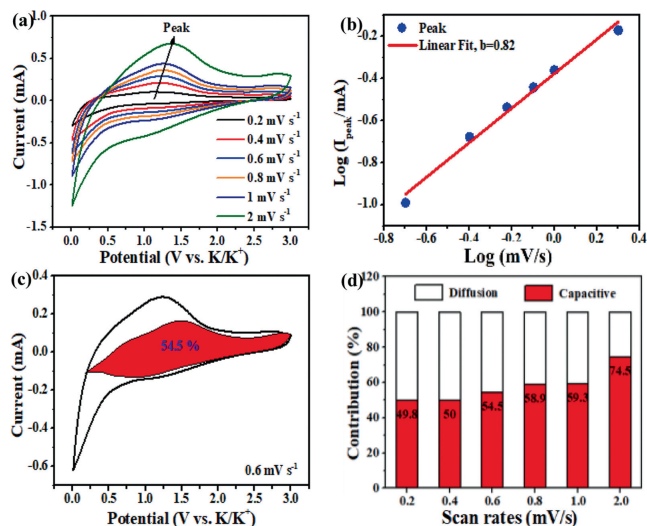 (a)
1.0
0.5
0.0
-0.5
-1.0
-1.5
Current (mA)
Peak
0.2 mV s⁻¹
0.4 mV s⁻¹
0.6 mV s⁻¹
0.8 mV s⁻¹
1 mV s⁻¹
2 mV s⁻¹
0.0 0.5 1.0 1.5 2.0 2.5 3.0
Potential (V vs. K/K⁺)
(b)
Peak
Linear Fit, b=0.82
-0.2
-0.4
-0.6
-0.8
-1.0
Log (I_peak/mA)
-0.8 -0.4 0.0 0.4
Log (mV/s)
(c)
0.4
0.2
0.0
-0.2
-0.4
-0.6
Current (mA)
54.5 %
0.6 mV s⁻¹
0.0 0.5 1.0 1.5 2.0 2.5 3.0
Potential (V vs. K/K⁺)
(d)
120
100
80
60
40
20
0
Contribution (%)
Diffusion
Capacitive
49.8 50 54.5 58.9 59.3 74.5
0.2 0.4 0.6 0.8 1.0 2.0
Scan rates (mV/s)